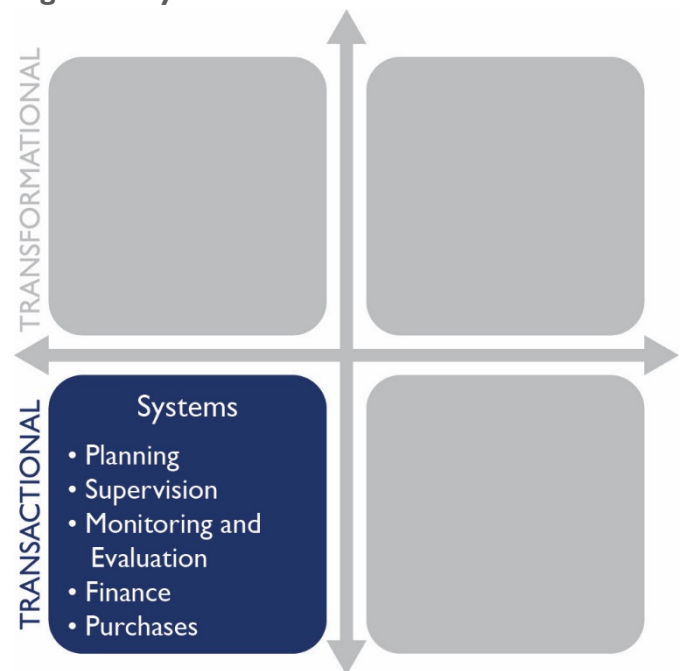 TRANSFORMATIONAL
TRANSACTIONAL
Systems
• Planning
• Supervision
• Monitoring and
Evaluation
• Finance
• Purchases